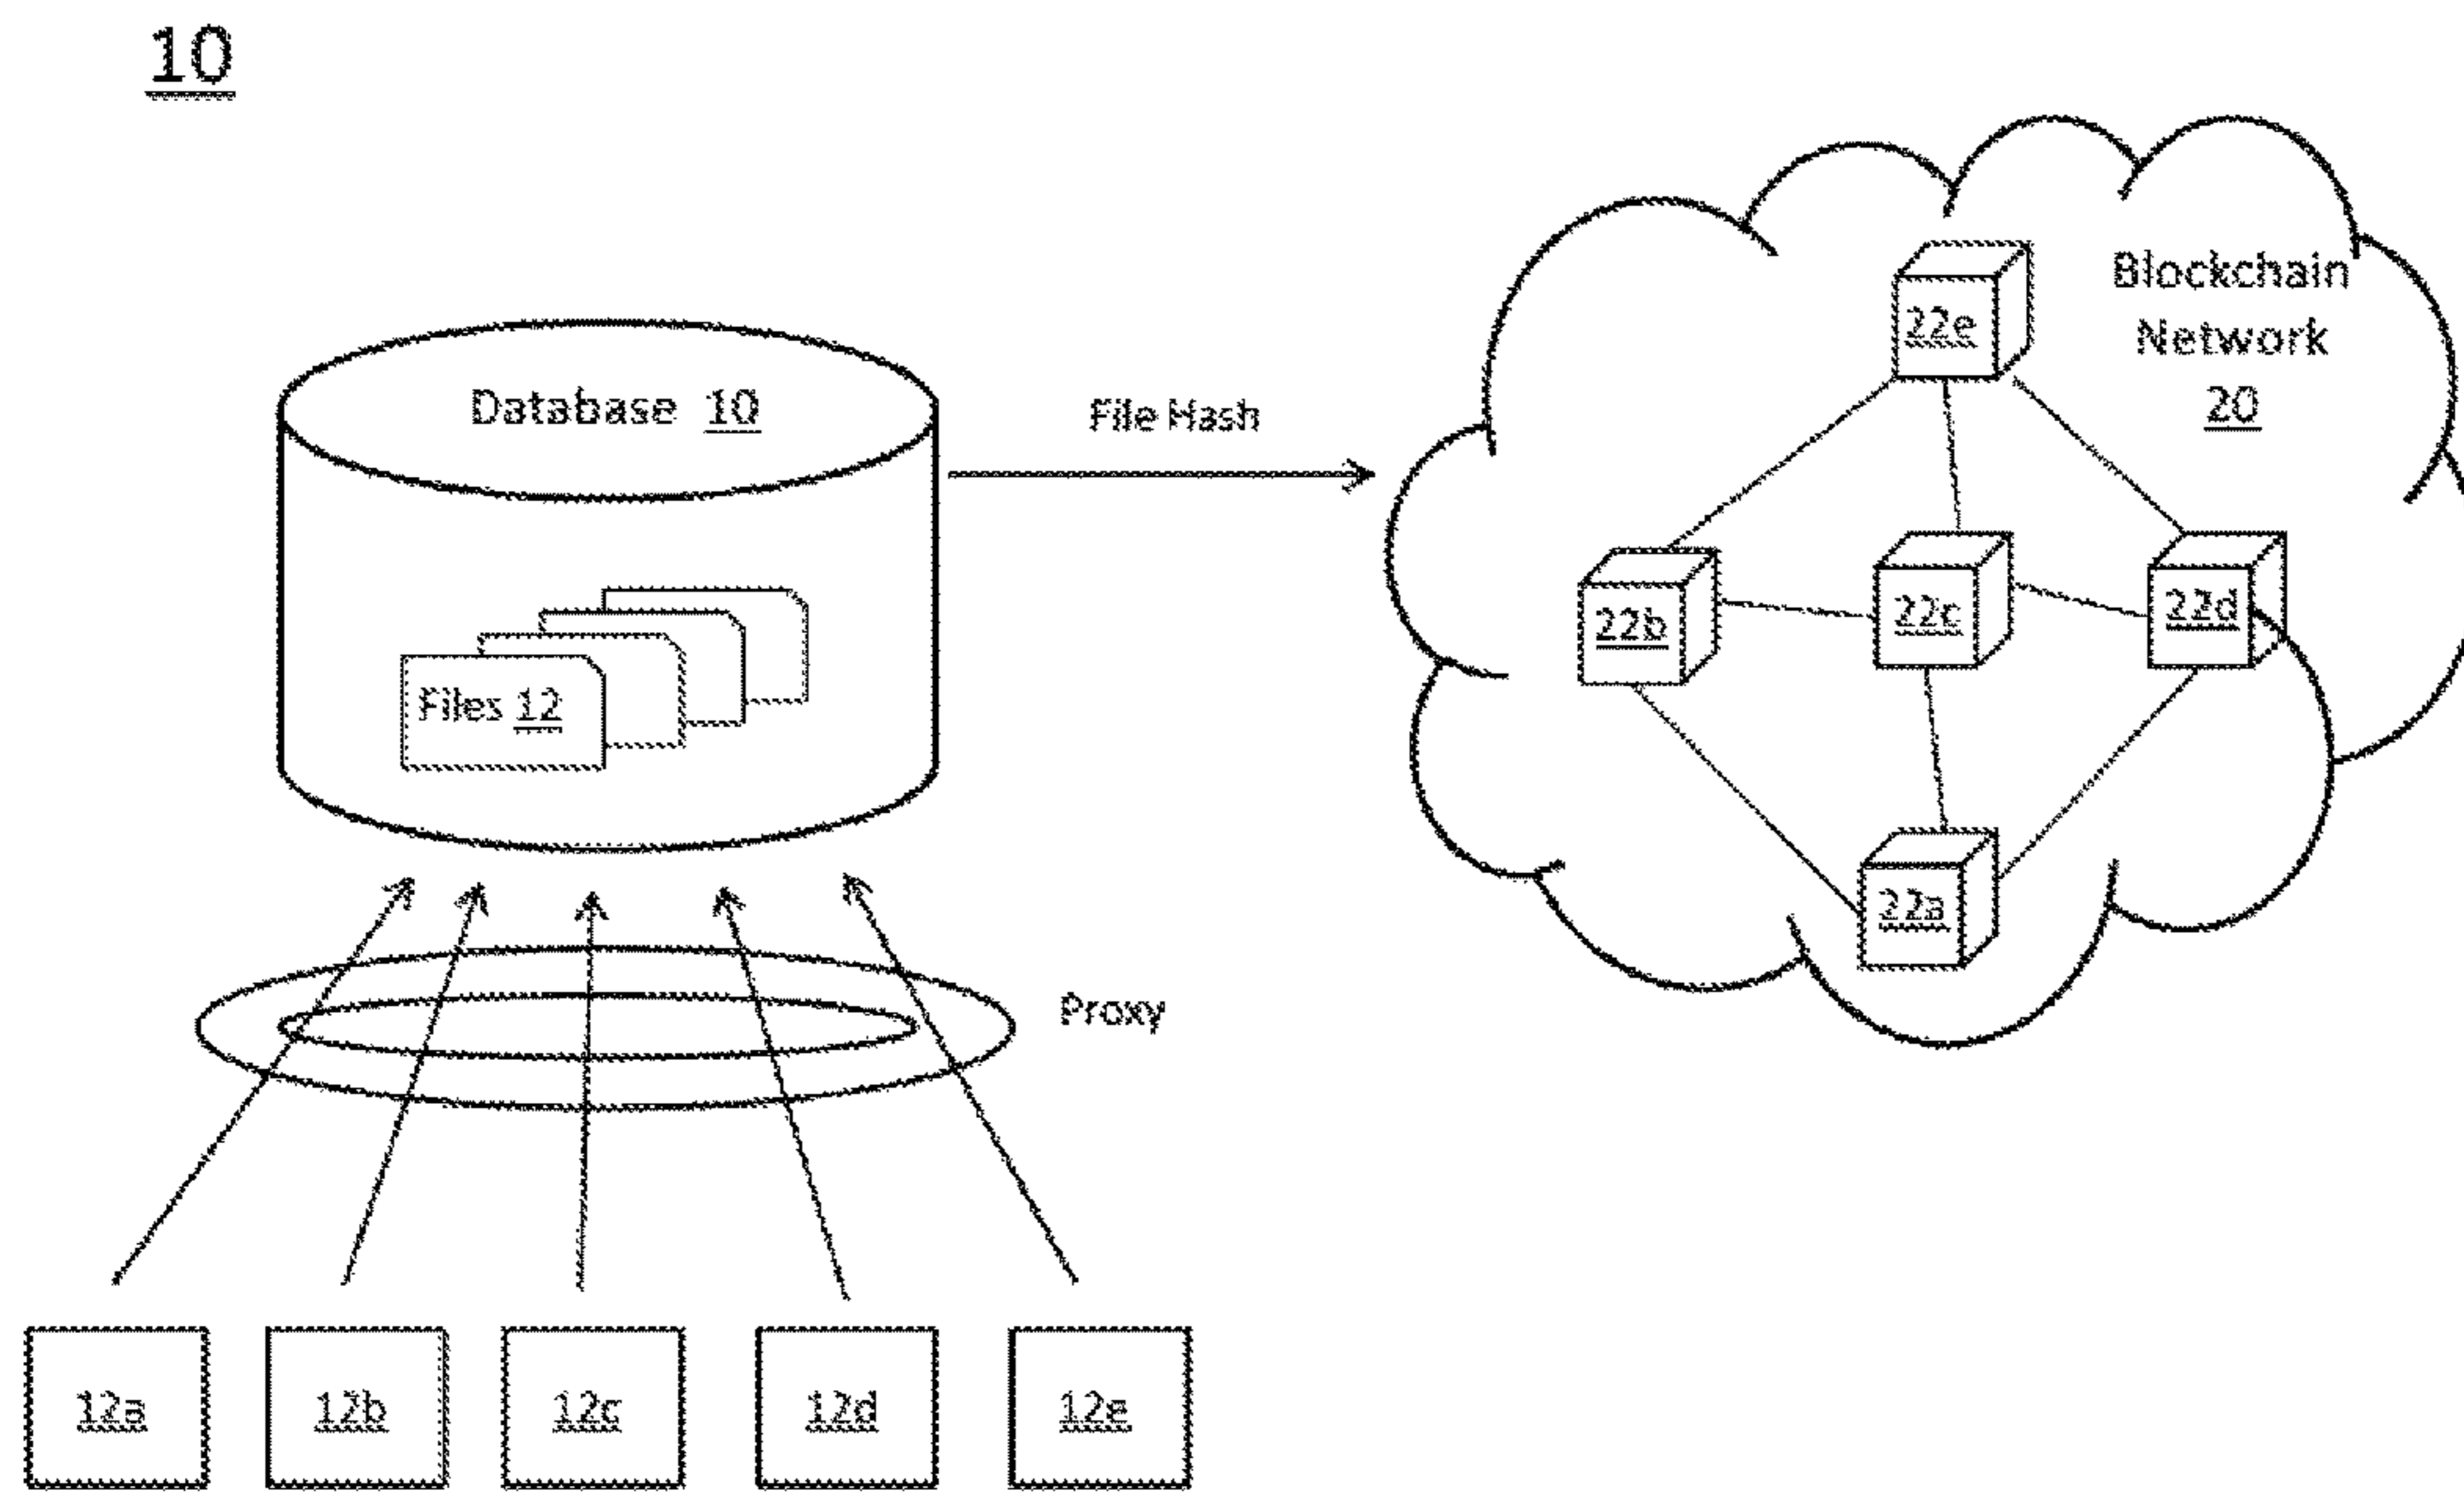 10
Blockchain
Network
20
22e
Database 10
File Hash
22b
22c
22d
Files 12
22a
Proxy
12a
12b
12c
12d
12e